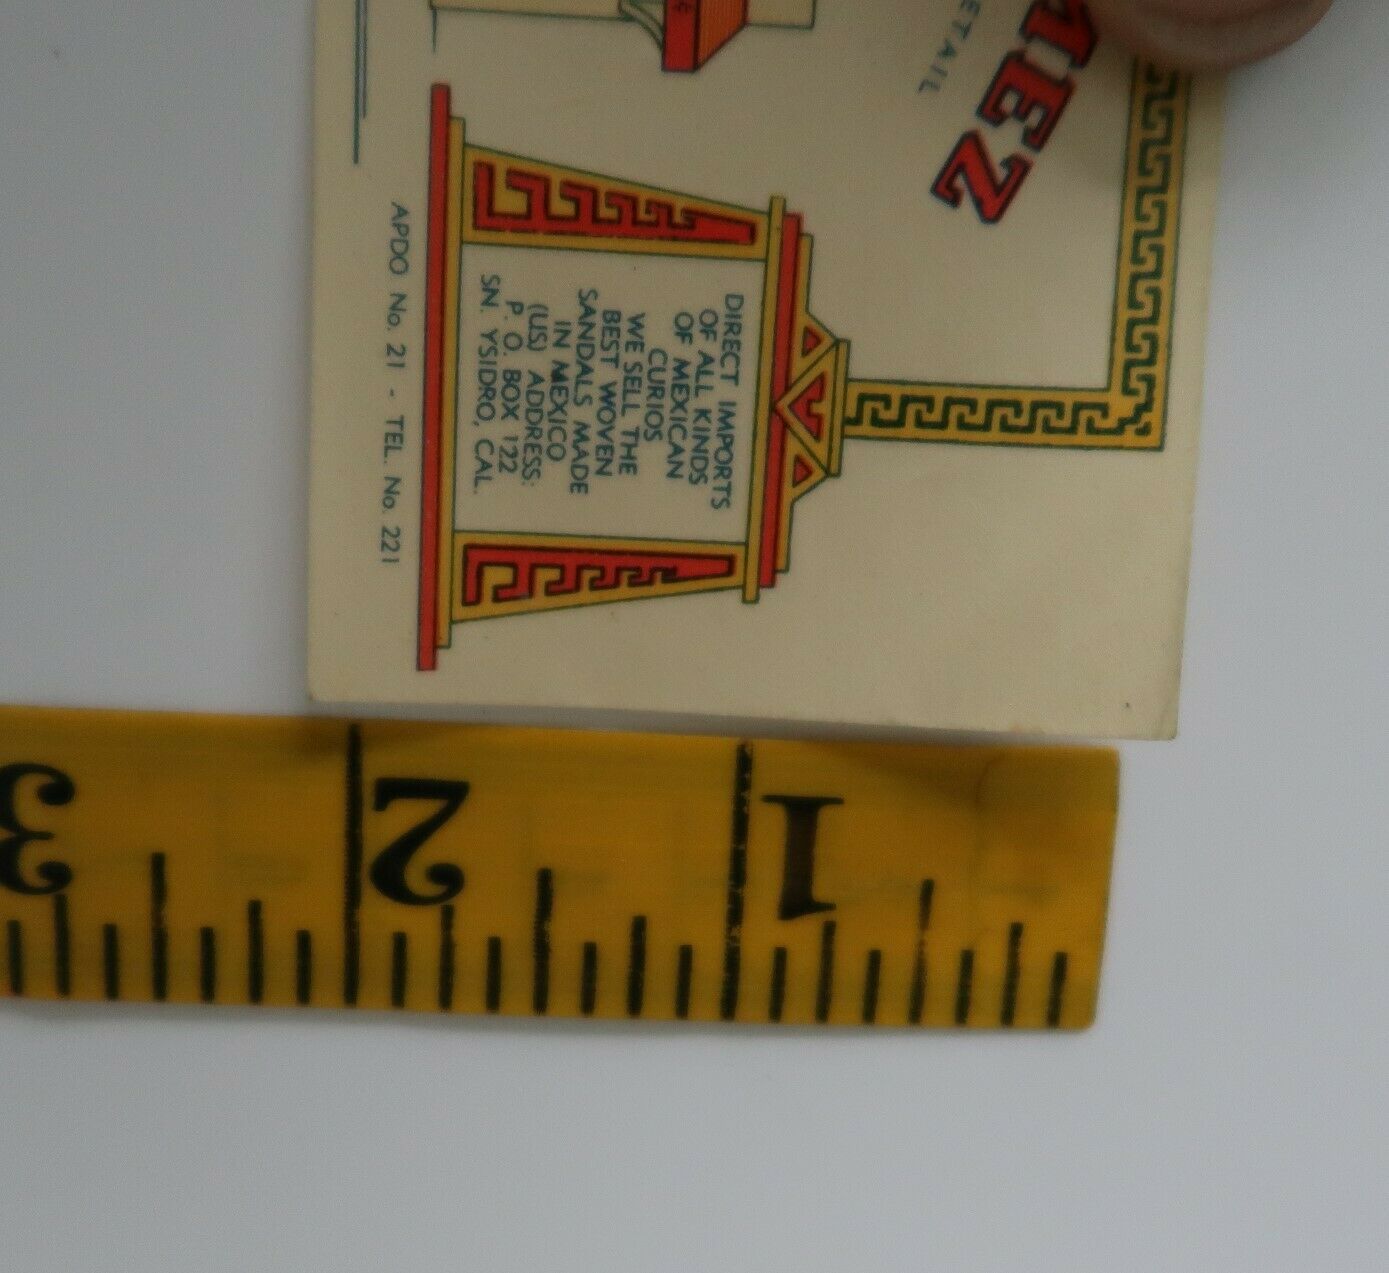 ETAIL
MEZ
DIRECT IMPORTS
OF ALL KINDS
OF MEXICAN
CURIOS
WE SELL THE
BEST WOVEN
SANDALS MADE
IN MEXICO
(US) ADDRESS:
P. O. BOX 122
SN. YSIDRO, CAL.
APDO No. 21 - TEL. No. 221
1
2
3